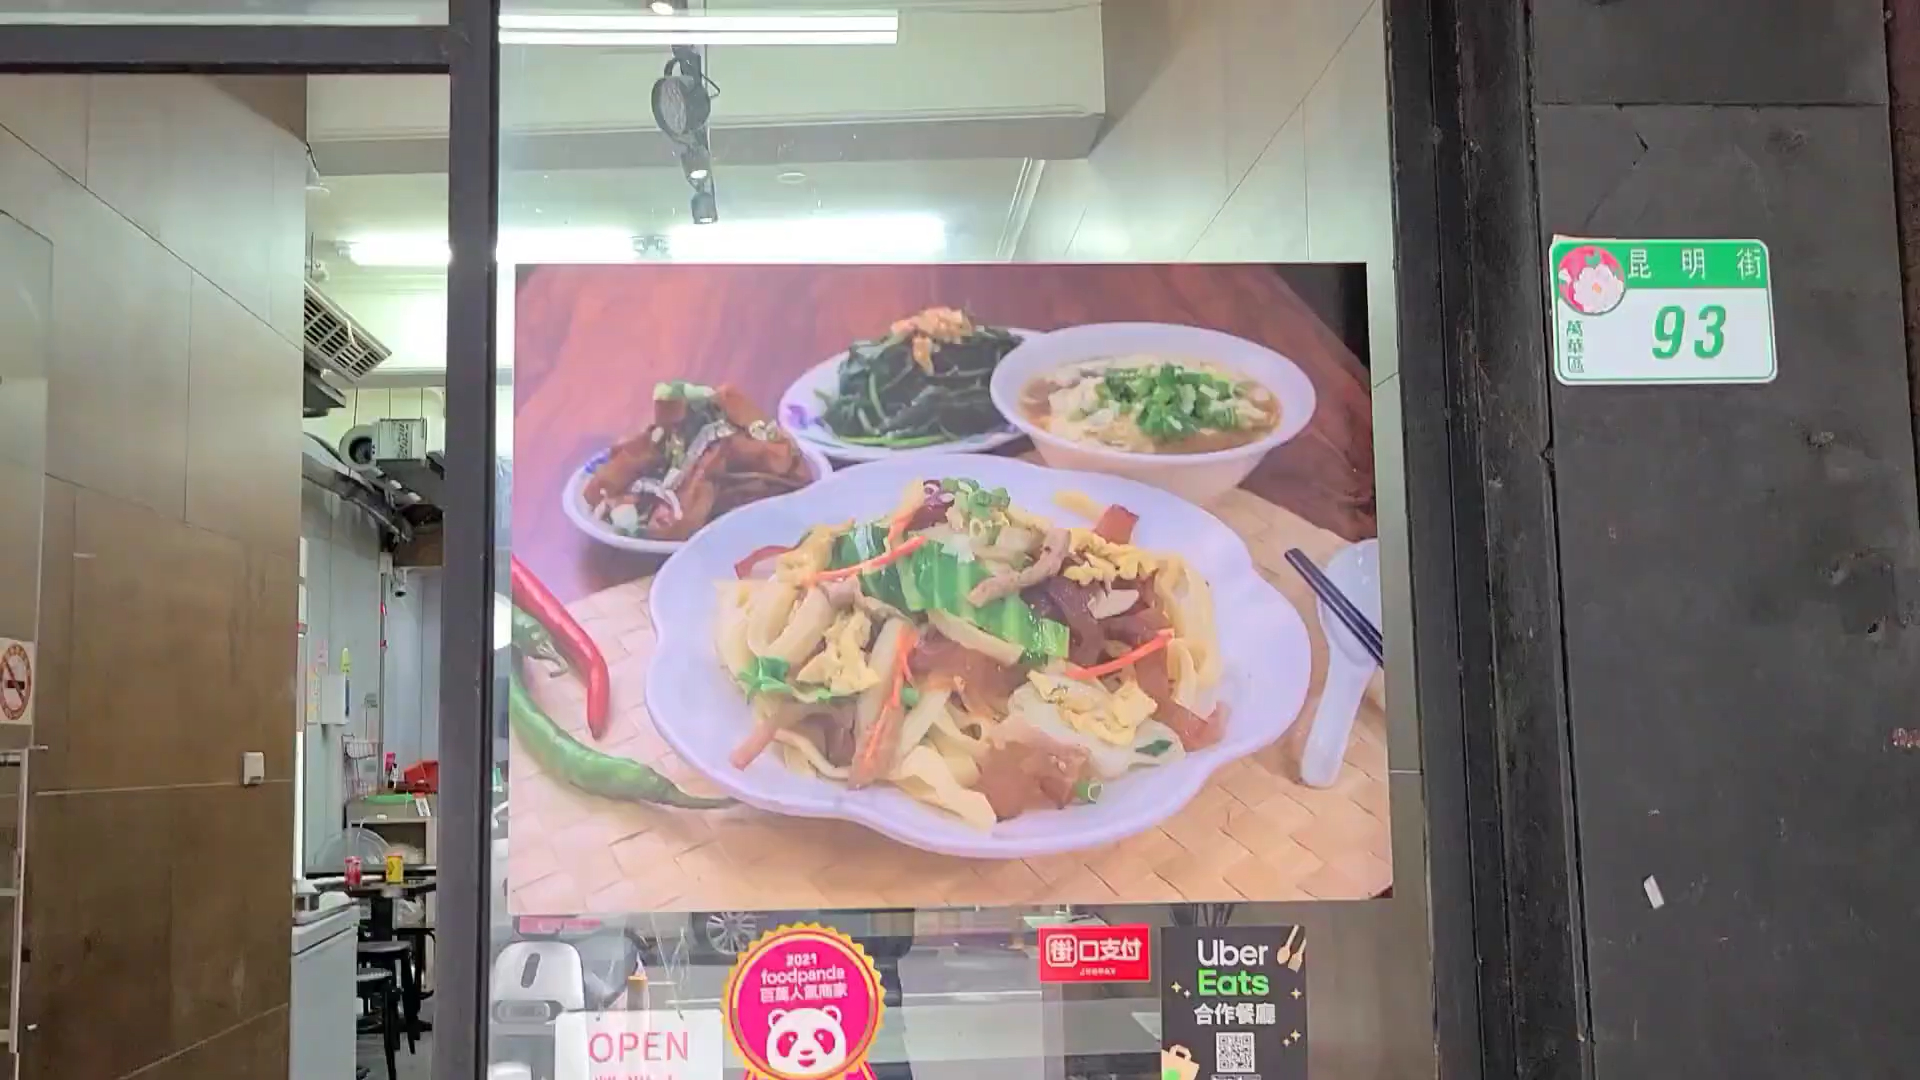 昆明街
93
萬華區
2021
foodpanda
百萬人氣商家
OPEN
街口支付
JKOPAY
Uber
Eats
合作餐廳